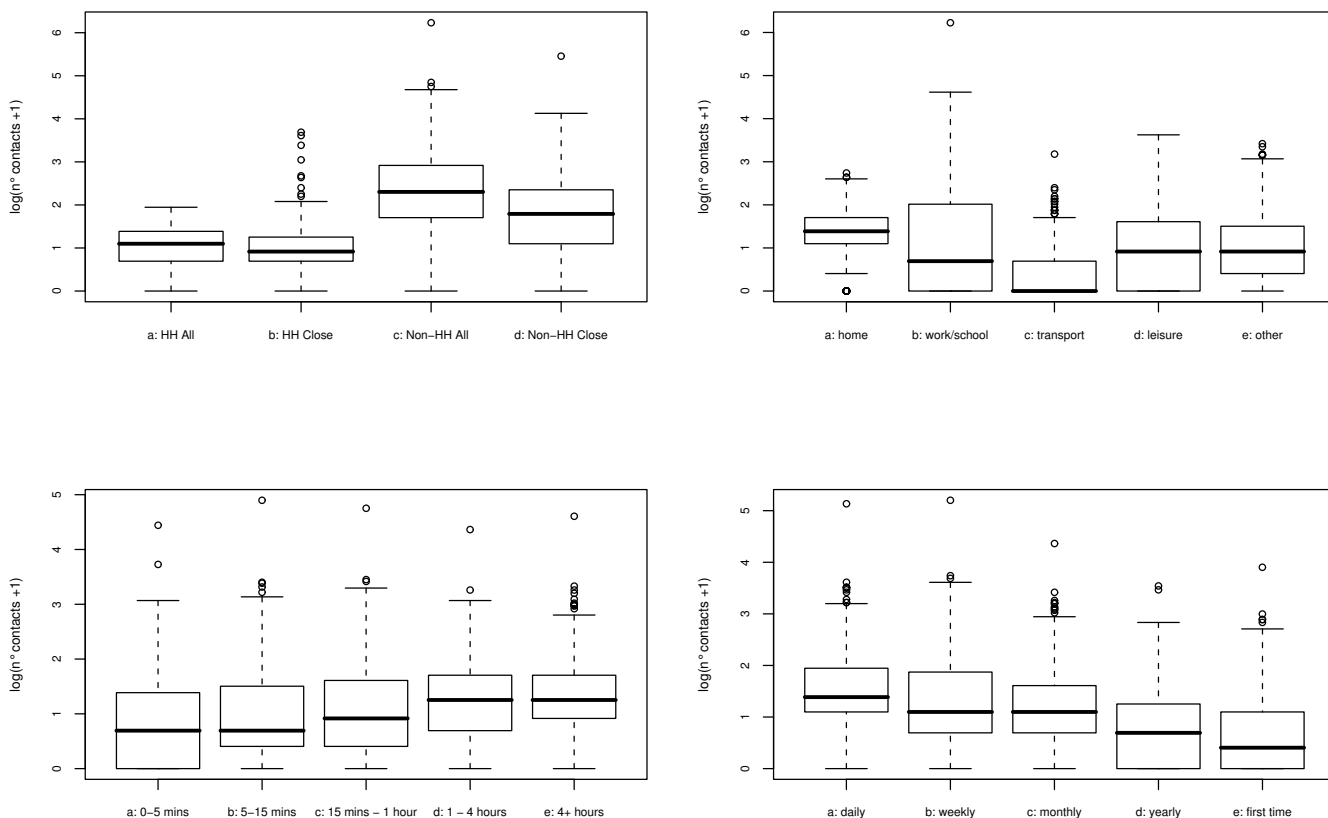 log(n° contacts +1)
0 1 2 3 4 5 6
a: HH All b: HH Close c: Non−HH All d: Non−HH Close
log(n° contacts +1)
0 1 2 3 4 5 6
a: home b: work/school c: transport d: leisure e: other
log(n° contacts +1)
0 1 2 3 4 5
a: 0−5 mins b: 5−15 mins c: 15 mins − 1 hour d: 1 − 4 hours e: 4+ hours
log(n° contacts +1)
0 1 2 3 4 5
a: daily b: weekly c: monthly d: yearly e: first time